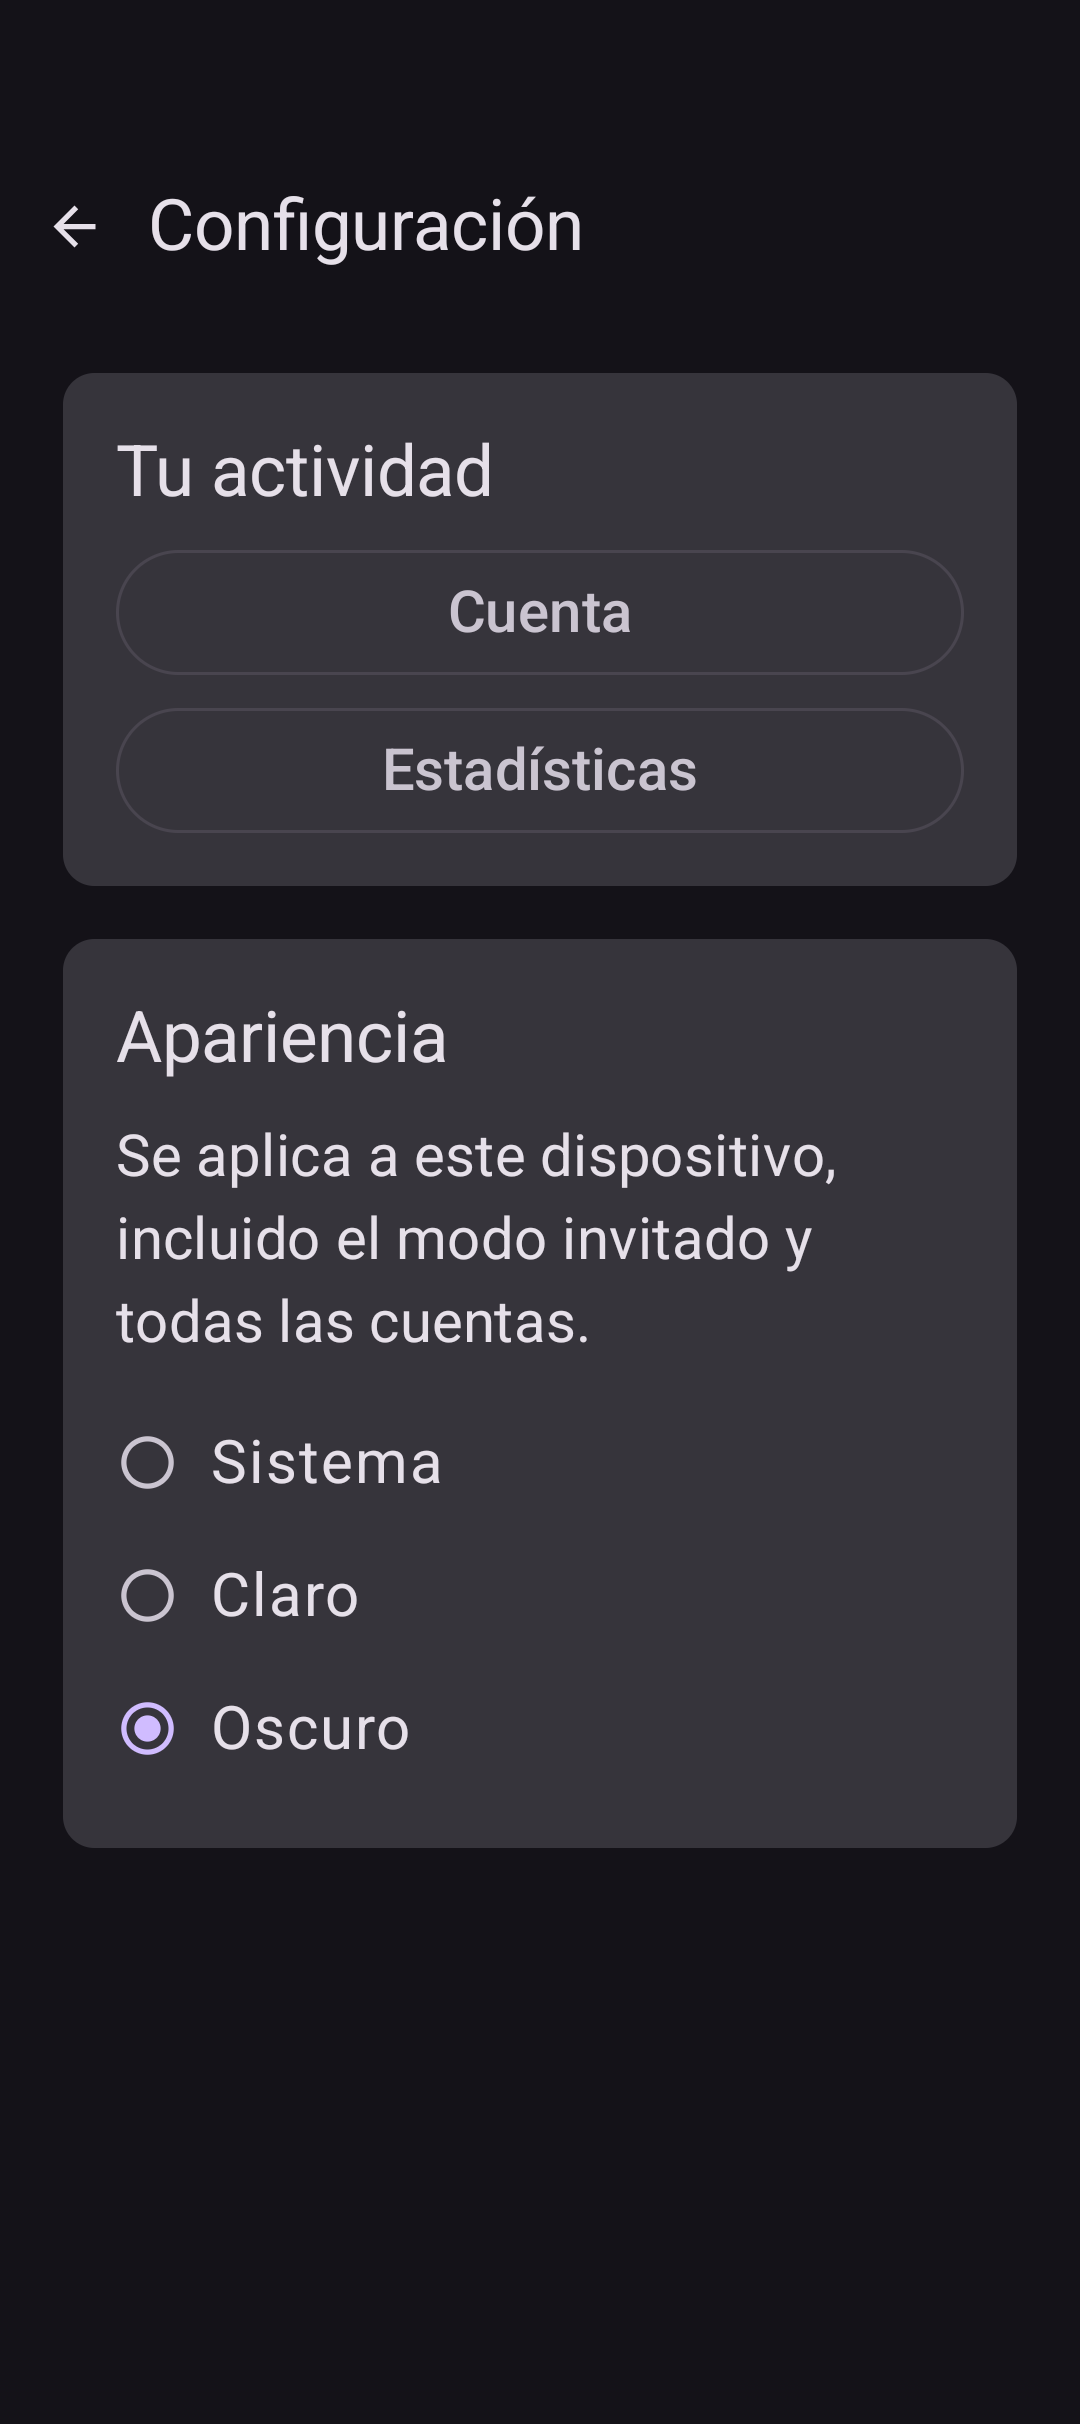 Configuración
Tu actividad
Cuenta
Estadísticas
Apariencia
Se aplica a este dispositivo,
incluido el modo invitado y
todas las cuentas.
Sistema
Claro
Oscuro